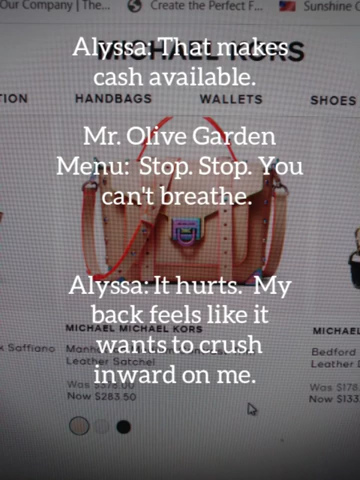 Our Company | The...
Create the Perfect F...
Sunshine C
Alyssa: That makes
MICHAEL KORS
cash available.
TION HANDBAGS WALLETS SHOES
Mr. Olive Garden
Menu: Stop. Stop. You
can't breathe.
Alyssa: It hurts. My
back feels like it
MICHAEL MICHAEL KORS MICHAEL
wants to crush
Saffiano
Leather Satchel
Bedford
Leather
inward on me.
Was $178
Now $283.50
Now $133